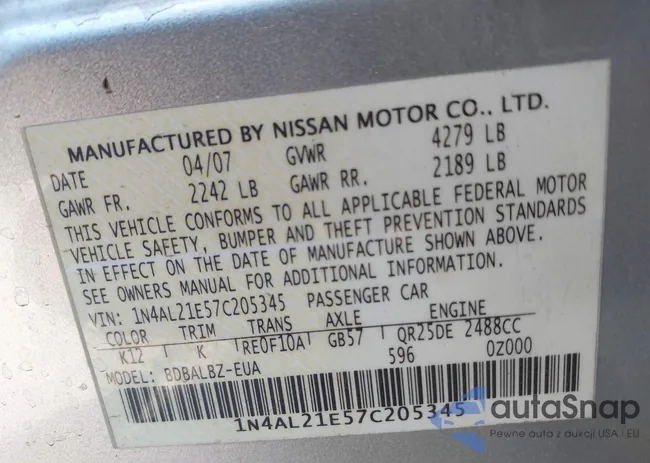 MANUFACTURED BY NISSAN MOTOR CO., LTD.
DATE 04/07 GVWR 4279 LB
GAWR FR. 2242 LB GAWR RR. 2189 LB
THIS VEHICLE CONFORMS TO ALL APPLICABLE FEDERAL MOTOR
VEHICLE SAFETY, BUMPER AND THEFT PREVENTION STANDARDS
IN EFFECT ON THE DATE OF MANUFACTURE SHOWN ABOVE.
SEE OWNERS MANUAL FOR ADDITIONAL INFORMATION.
VIN: 1N4AL21E57C205345 PASSENGER CAR
COLOR TRIM TRANS AXLE ENGINE
K12 K RE0F10A GB57 QR25DE 2488CC
596 0Z000
MODEL: BDBALBZ-EUA
1N4AL21E57C205345
autoSnap
Pewne auta z aukcji USA i EU